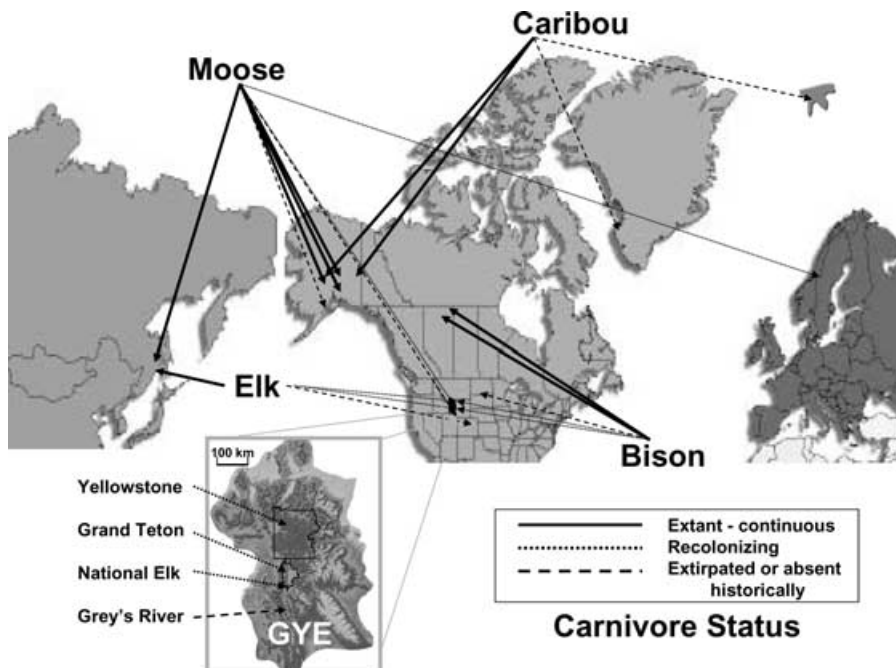 Caribou
Moose
Elk
Bison
100 km
Yellowstone
Grand Teton
National Elk
Grey's River
GYE
Extant - continuous
Recolonizing
Extirpated or absent
historically
Carnivore Status